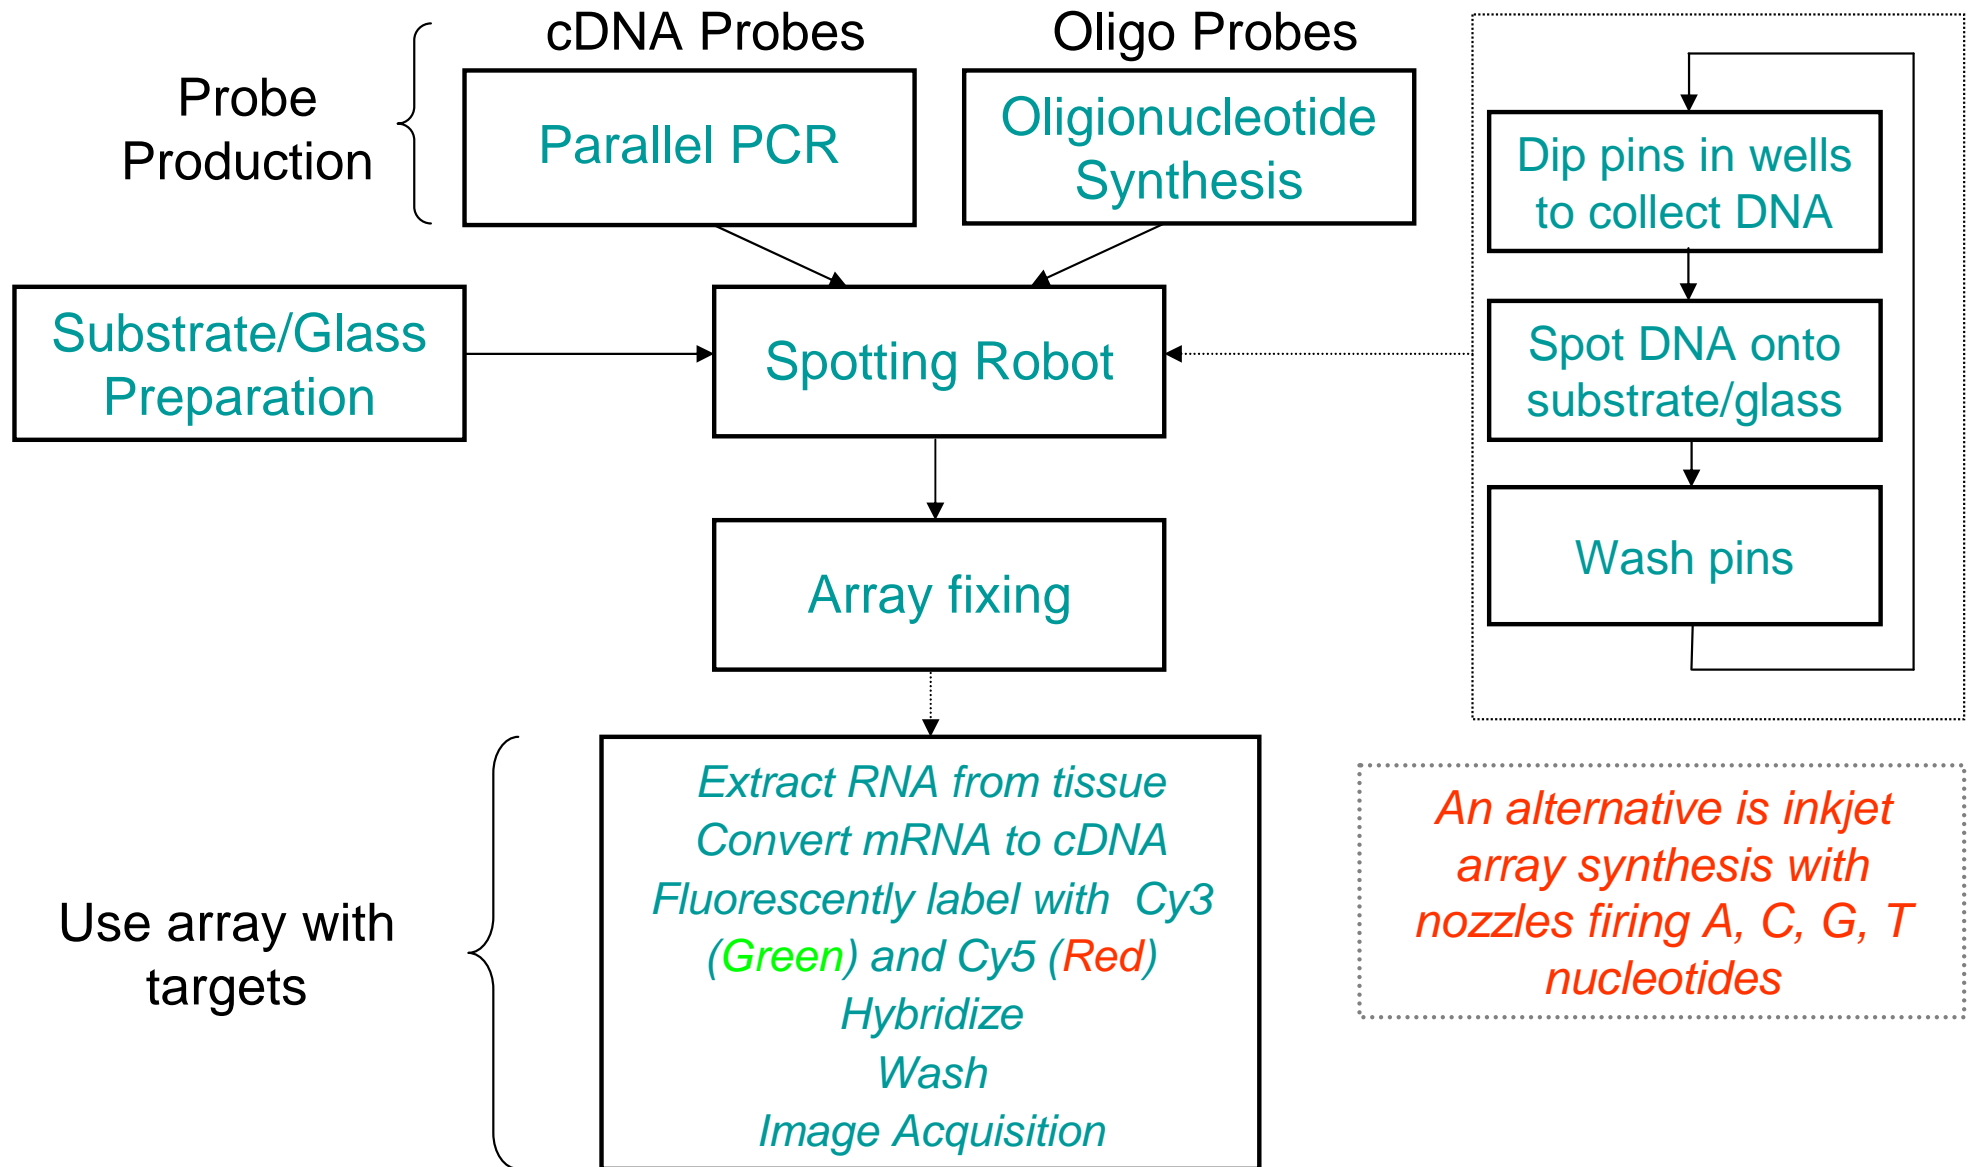 cDNA Probes
Oligo Probes
Probe
Production
Parallel PCR
Oligionucleotide
Synthesis
Substrate/Glass
Preparation
Spotting Robot
Array fixing
Dip pins in wells
to collect DNA
Spot DNA onto
substrate/glass
Wash pins
Use array with
targets
Extract RNA from tissue
Convert mRNA to cDNA
Fluorescently label with Cy3
(Green) and Cy5 (Red)
Hybridize
Wash
Image Acquisition
An alternative is inkjet
array synthesis with
nozzles firing A, C, G, T
nucleotides